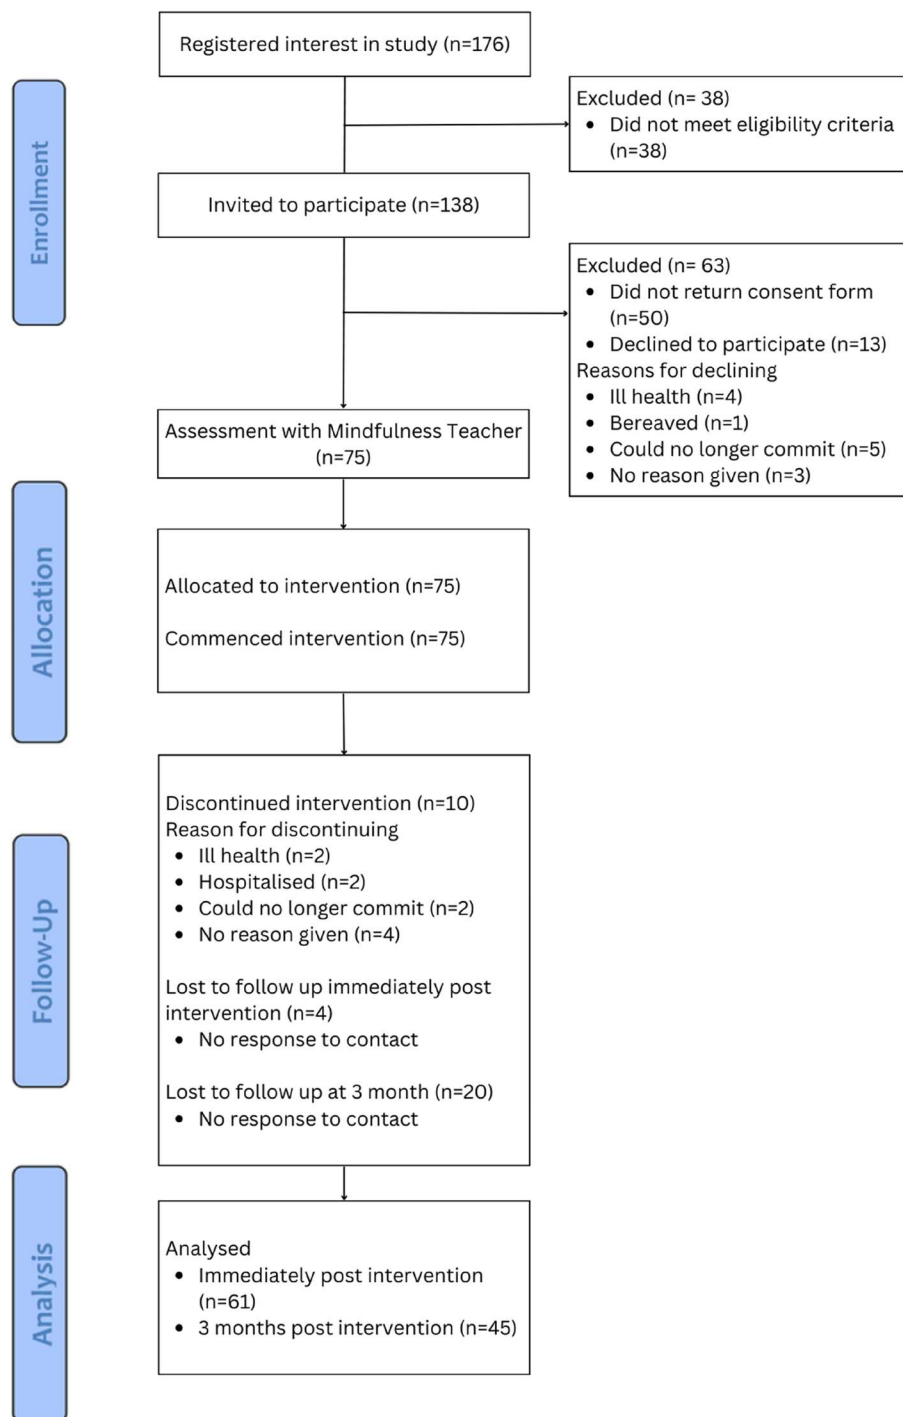 Registered interest in study (n=176)
Enrollment
Excluded (n= 38)
• Did not meet eligibility criteria
(n=38)
Invited to participate (n=138)
Excluded (n= 63)
• Did not return consent form
(n=50)
• Declined to participate (n=13)
Reasons for declining
• Ill health (n=4)
• Bereaved (n=1)
• Could no longer commit (n=5)
• No reason given (n=3)
Assessment with Mindfulness Teacher
(n=75)
Allocation
Allocated to intervention (n=75)
Commenced intervention (n=75)
Follow-Up
Discontinued intervention (n=10)
Reason for discontinuing
• Ill health (n=2)
• Hospitalised (n=2)
• Could no longer commit (n=2)
• No reason given (n=4)
Lost to follow up immediately post
intervention (n=4)
• No response to contact
Lost to follow up at 3 month (n=20)
• No response to contact
Analysis
Analysed
• Immediately post intervention
(n=61)
• 3 months post intervention (n=45)